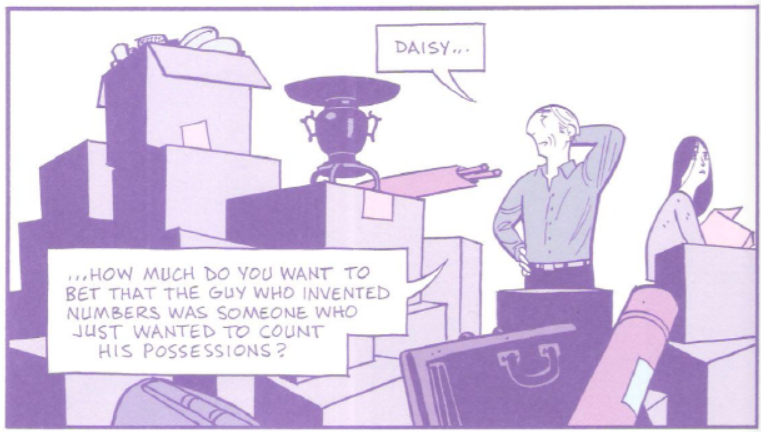 DAISY...
...HOW MUCH DO YOU WANT TO
BET THAT THE GUY WHO INVENTED
NUMBERS WAS SOMEONE WHO
JUST WANTED TO COUNT
HIS POSSESSIONS?